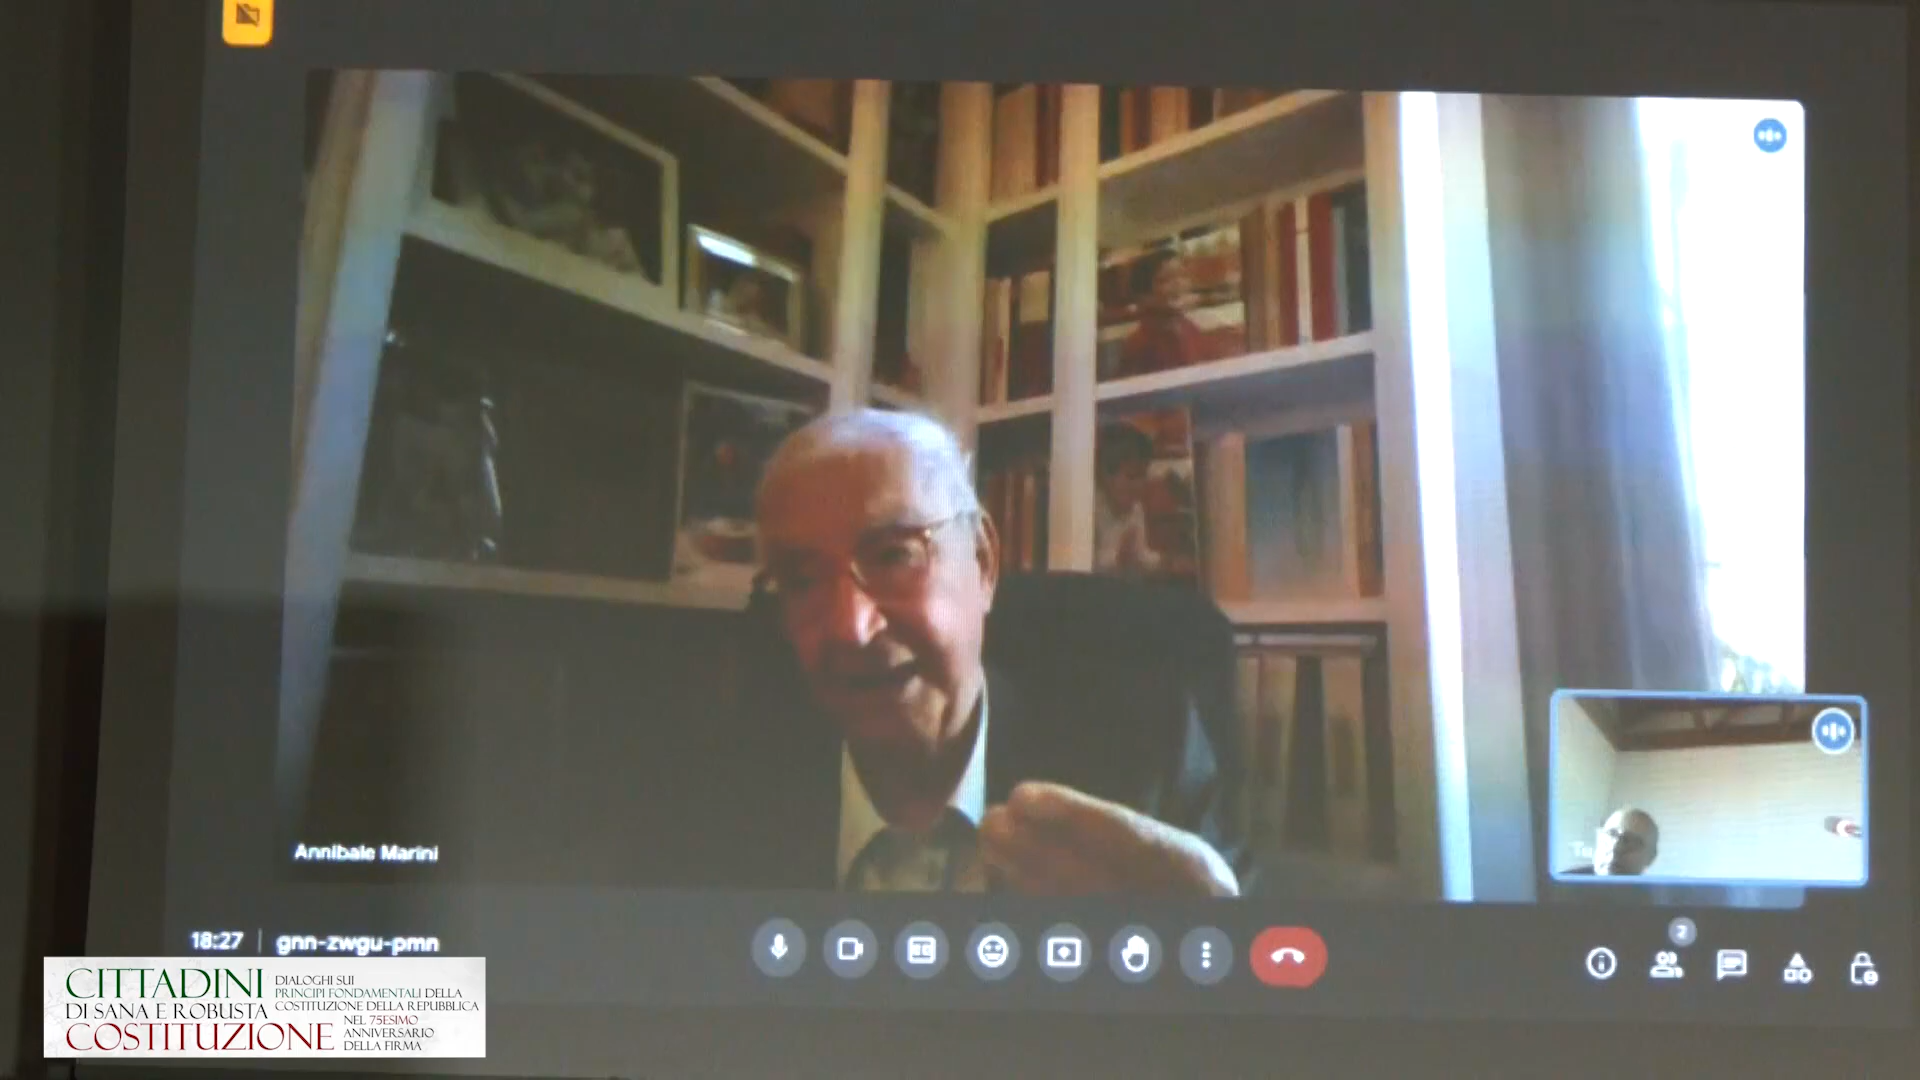 Annibale Marini
2
18:27 | gnn-zwgu-pmn
CITTADINI
DI SANA E ROBUSTA
COSTITUZIONE
DIALOGHI SUI
PRINCIPI FONDAMENTALI DELLA
COSTITUZIONE DELLA REPUBBLICA
NEL 75ESIMO
ANNIVERSARIO
DELLA FIRMA